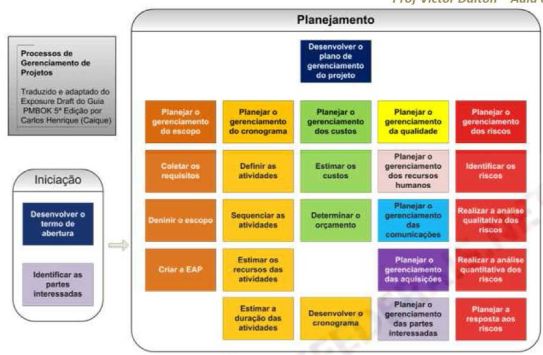 Prof Victor Dalton – Aula
Planejamento
Processos de
Gerenciamento de
Projetos
Traduzido e adaptado do
Exposure Draft do Guia
PMBOK 5ª Edição por
Carlos Henrique (Caique)
Desenvolver o
plano de
gerenciamento
do projeto
Planejar o
gerenciamento
do escopo
Planejar o
gerenciamento
do cronograma
Planejar o
gerenciamento
dos custos
Planejar o
gerenciamento
da qualidade
Planejar o
gerenciamento
dos riscos
Coletar os
requisitos
Definir as
atividades
Estimar os
custos
Planejar o
gerenciamento
dos recursos
humanos
Identificar os
riscos
Iniciação
Desenvolver o
termo de
abertura
Identificar as
partes
interessadas
Deninir o escopo
Sequenciar as
atividades
Determinar o
orçamento
Planejar o
gerenciamento
das
comunicações
Realizar a análise
qualitativa dos
riscos
Criar a EAP
Estimar os
recursos das
atividades
Planejar o
gerenciamento
das aquisições
Realizar a análise
quantitativa dos
riscos
Estimar a
duração das
atividades
Desenvolver o
cronograma
Planejar o
gerenciamento
das partes
interessadas
Planejar a
resposta aos
riscos